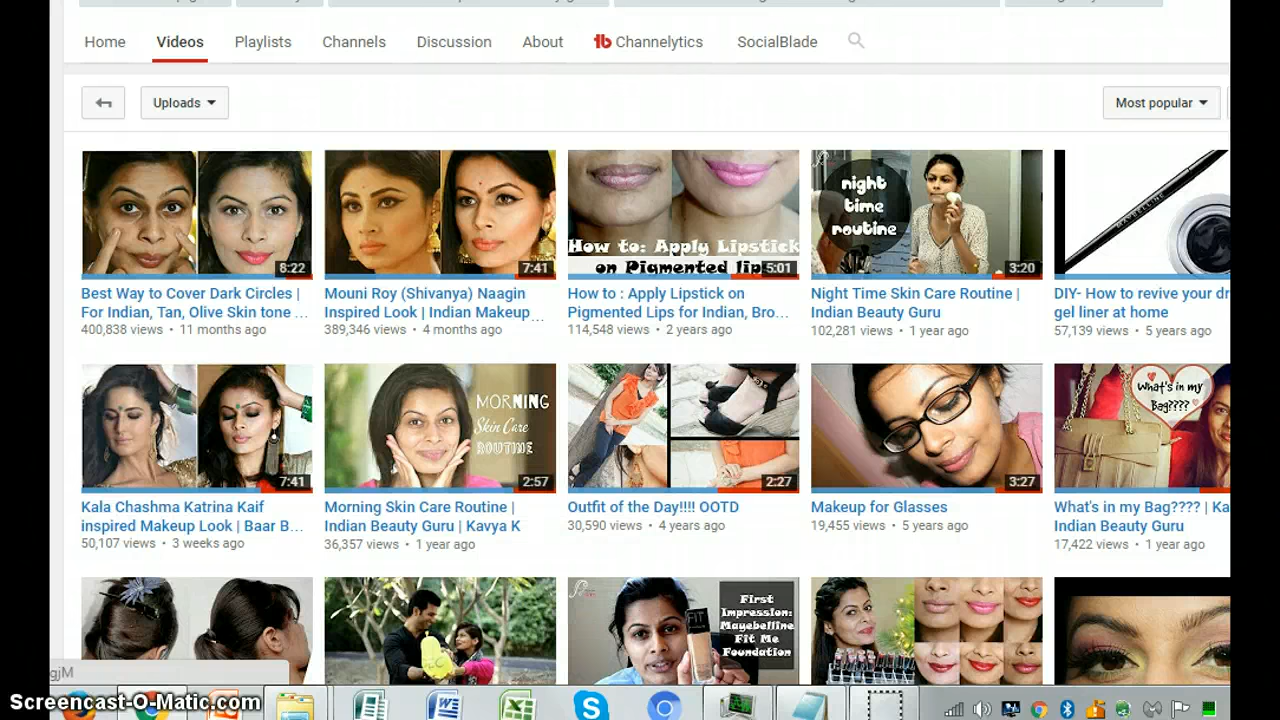 Home Videos Playlists Channels Discussion About Channelytics SocialBlade
Uploads
Most popular
8:22
7:41
How to: Apply Lipstick
on Pigmented lip
5:01
night
time
routine
3:20
MAYBELLINE
Best Way to Cover Dark Circles |
For Indian, Tan, Olive Skin tone ...
400,838 views • 11 months ago
Mouni Roy (Shivanya) Naagin
Inspired Look | Indian Makeup...
389,346 views • 4 months ago
How to : Apply Lipstick on
Pigmented Lips for Indian, Bro...
114,548 views • 2 years ago
Night Time Skin Care Routine |
Indian Beauty Guru
102,281 views • 1 year ago
DIY- How to revive your dr
gel liner at home
57,139 views • 5 years ago
7:41
MORNING
Skin Care
ROUTINE
2:57
2:27
3:27
What's in my
Bag????
Kala Chashma Katrina Kaif
inspired Makeup Look | Baar B...
50,107 views • 3 weeks ago
Morning Skin Care Routine |
Indian Beauty Guru | Kavya K
36,357 views • 1 year ago
Outfit of the Day!!!! OOTD
30,590 views • 4 years ago
Makeup for Glasses
19,455 views • 5 years ago
What's in my Bag???? | Ka
Indian Beauty Guru
17,422 views • 1 year ago
First
Impression:
Mayebelline
Fit Me
Foundation
FIT
gjM
Screencast-O-Matic.com